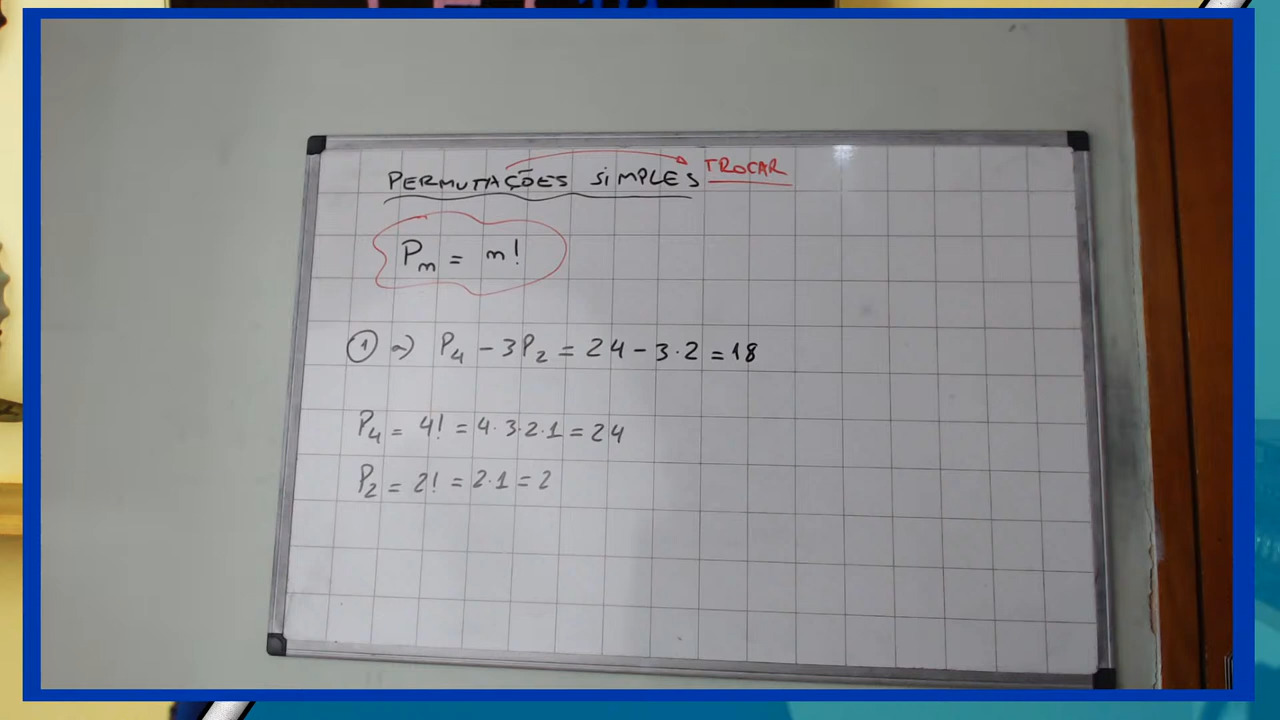 PERMUTAÇÕES SIMPLES TROCAR
Pm = m!
1 → P4 - 3P2 = 24 - 3·2 = 18
P4 = 4! = 4·3·2·1 = 24
P2 = 2! = 2·1 = 2